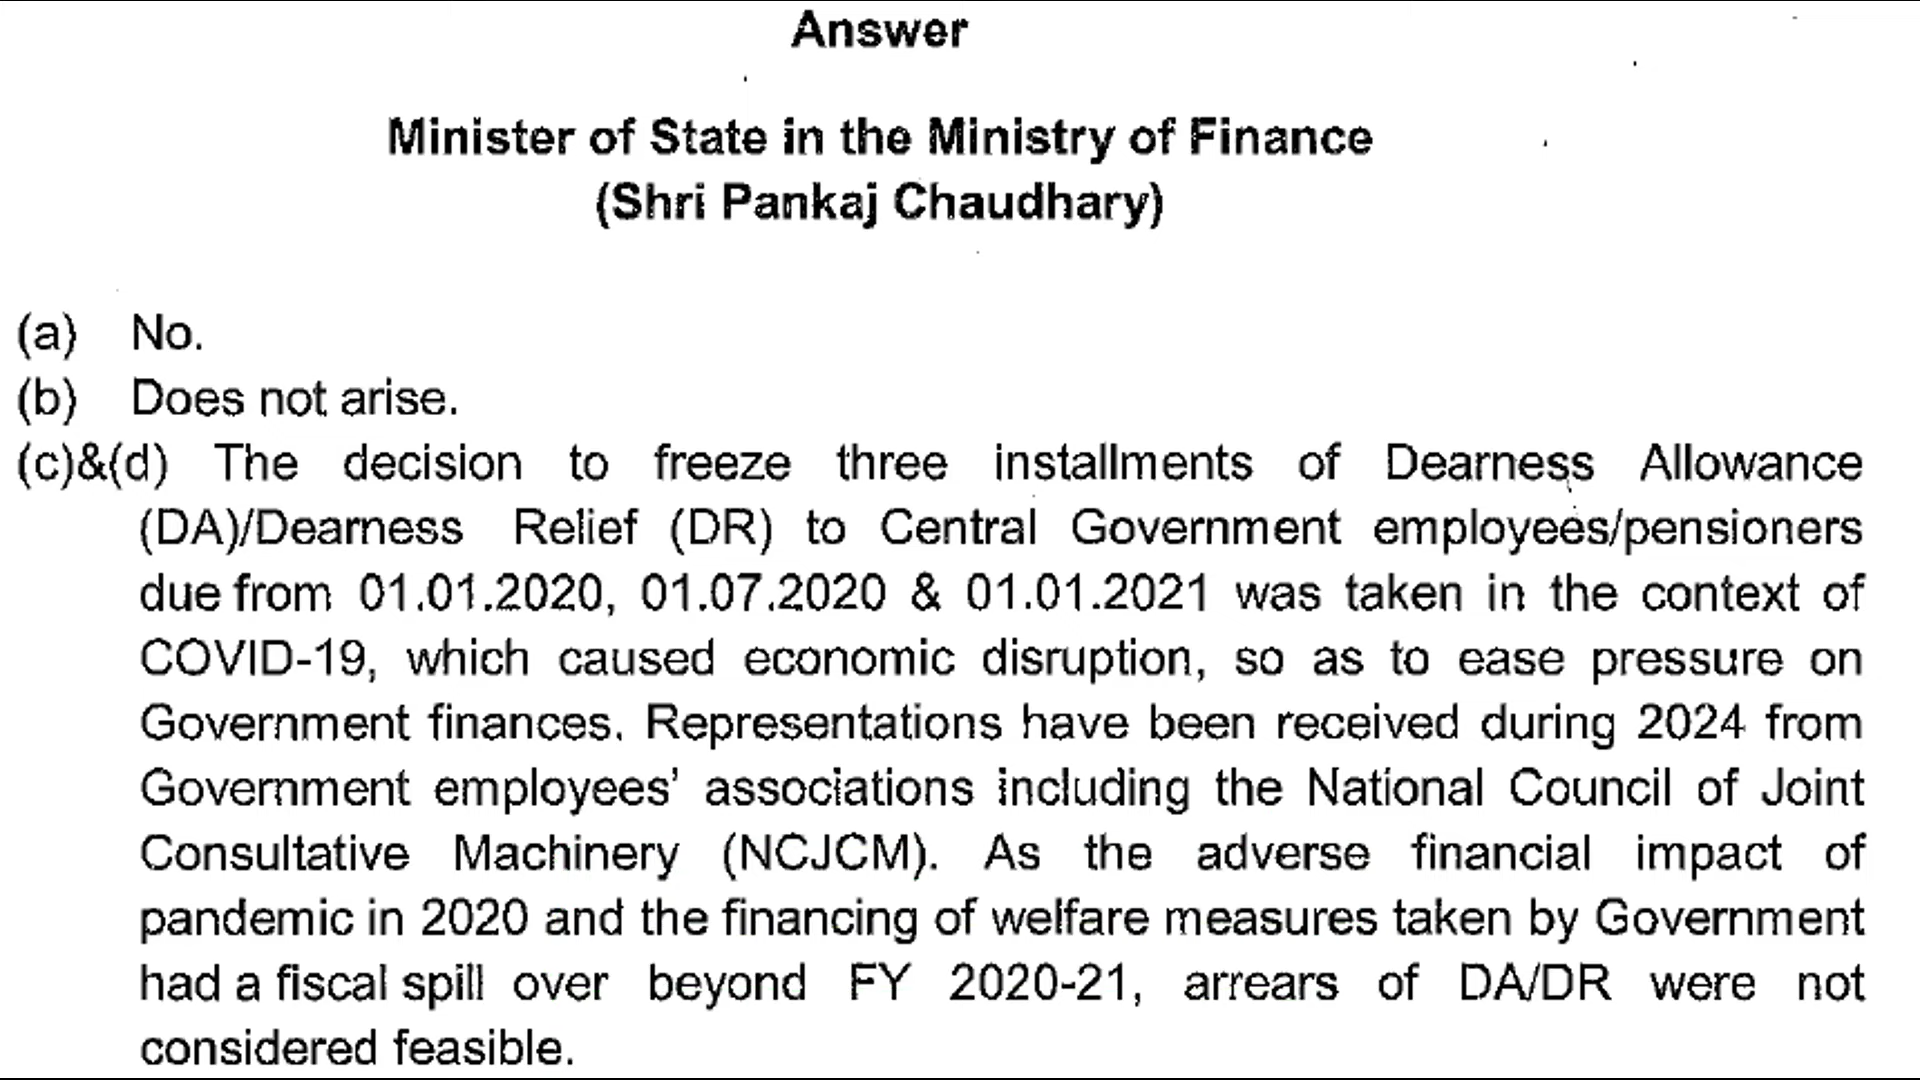 Answer
Minister of State in the Ministry of Finance
(Shri Pankaj Chaudhary)
(a) No.
(b) Does not arise.
(c)&(d) The decision to freeze three installments of Dearness Allowance
(DA)/Dearness Relief (DR) to Central Government employees/pensioners
due from 01.01.2020, 01.07.2020 & 01.01.2021 was taken in the context of
COVID-19, which caused economic disruption, so as to ease pressure on
Government finances. Representations have been received during 2024 from
Government employees' associations including the National Council of Joint
Consultative Machinery (NCJCM). As the adverse financial impact of
pandemic in 2020 and the financing of welfare measures taken by Government
had a fiscal spill over beyond FY 2020-21, arrears of DA/DR were not
considered feasible.